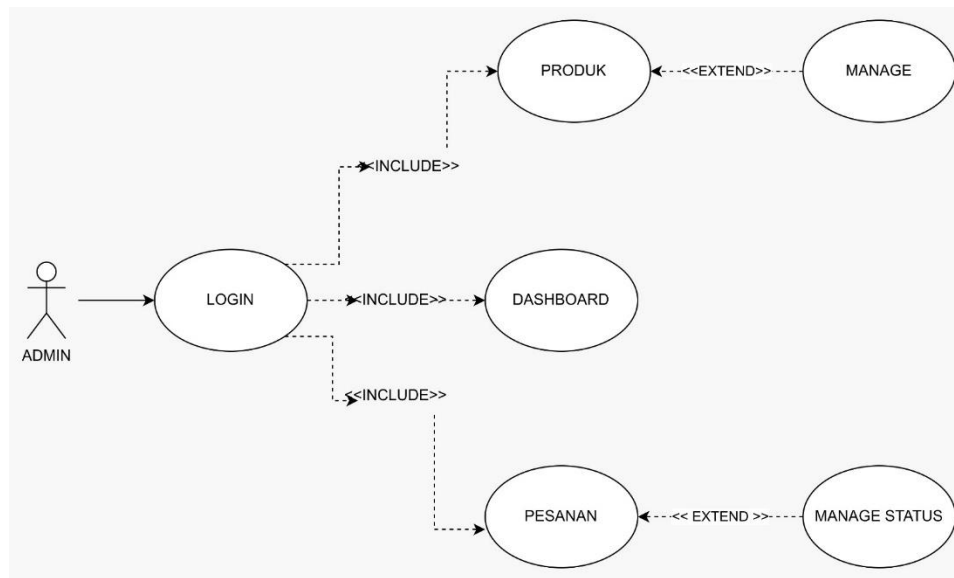 PRODUK
<<EXTEND>>
MANAGE
<<INCLUDE>>
ADMIN
LOGIN
<<INCLUDE>>
DASHBOARD
<<INCLUDE>>
PESANAN
<< EXTEND >>
MANAGE STATUS